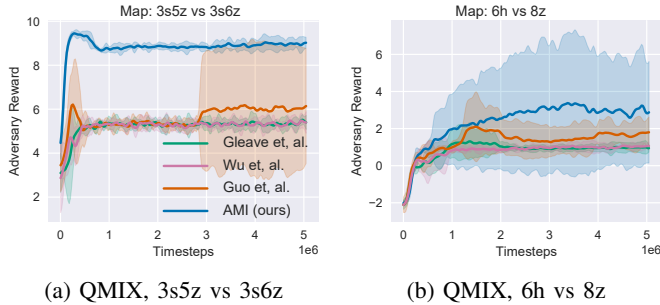 Map: 3s5z vs 3s6z
Adversary Reward
10
8
6
4
2
Gleave et, al.
Wu et, al.
Guo et, al.
AMI (ours)
0
1
2
3
4
5
1e6
Timesteps
(a) QMIX, 3s5z vs 3s6z
Map: 6h vs 8z
Adversary Reward
6
4
2
0
−2
0
1
2
3
4
5
1e6
Timesteps
(b) QMIX, 6h vs 8z